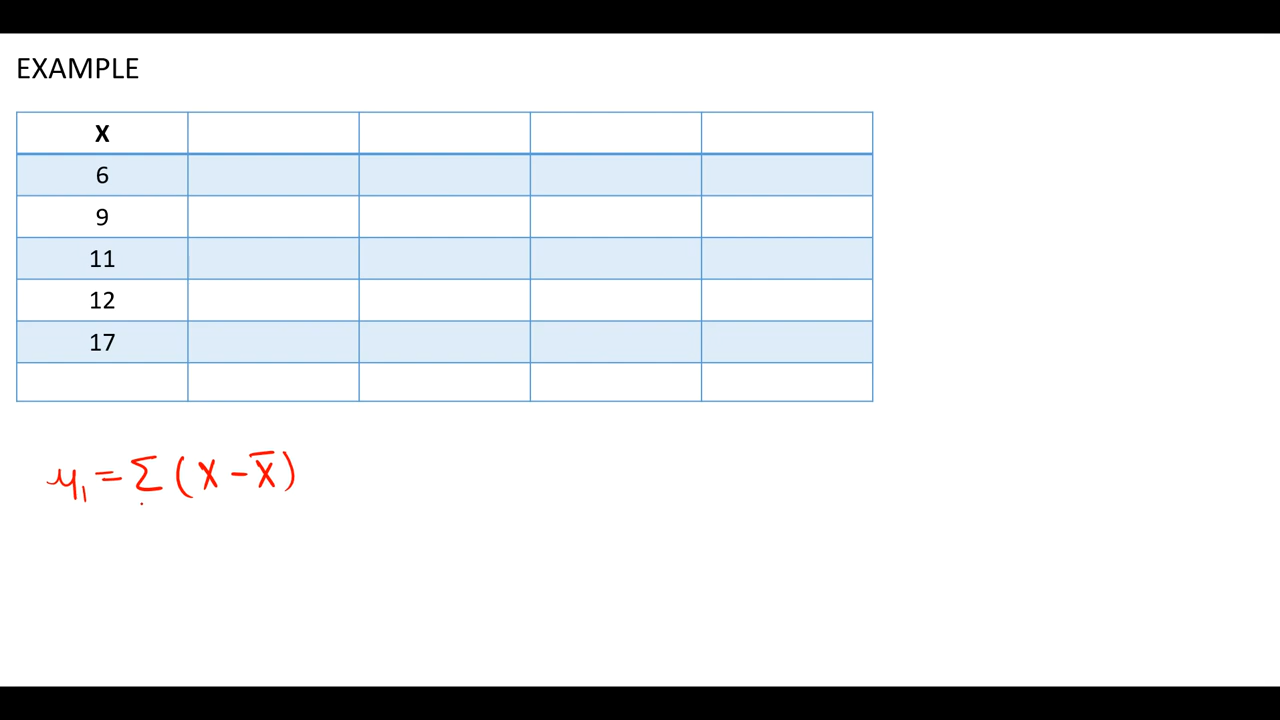 EXAMPLE
X
6
9
11
12
17
μ₁ = Σ (X - X̅)